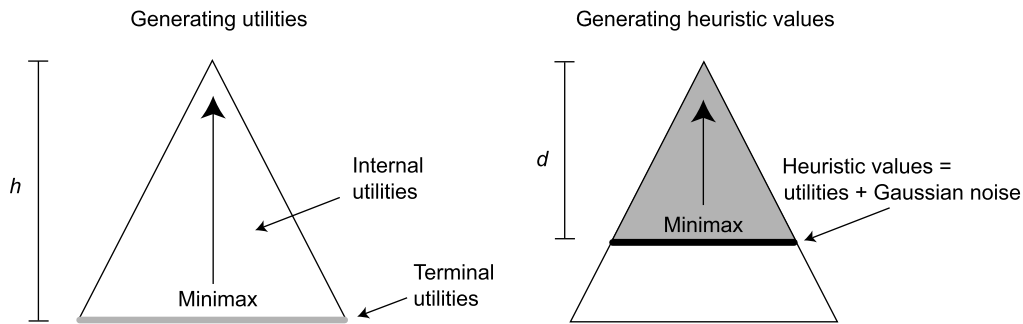 Generating utilities
h
Internal
utilities
Minimax
Terminal
utilities
Generating heuristic values
d
Heuristic values =
utilities + Gaussian noise
Minimax